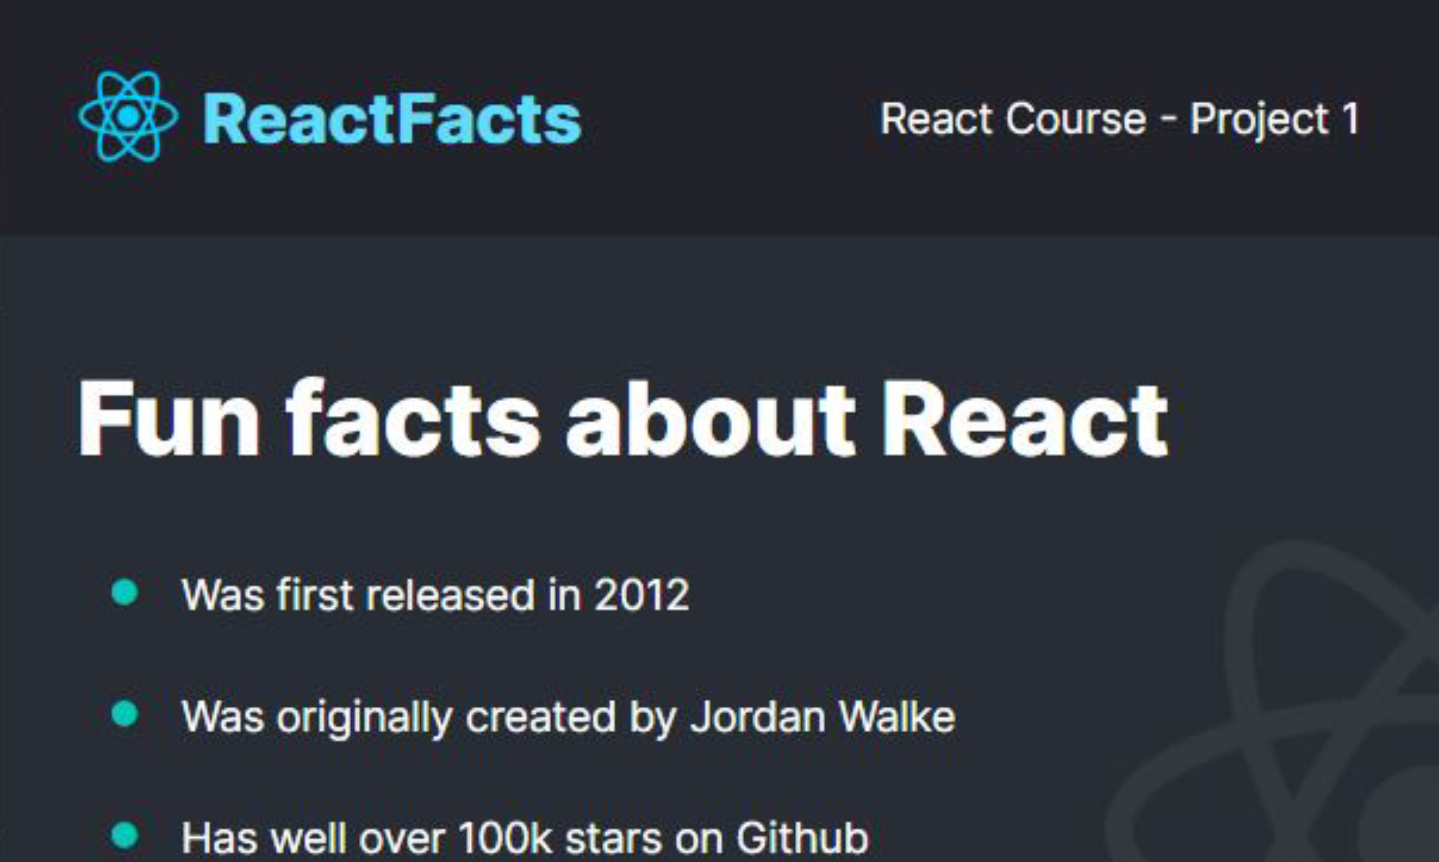 ReactFacts
React Course - Project 1
Fun facts about React
Was first released in 2012
Was originally created by Jordan Walke
Has well over 100k stars on Github